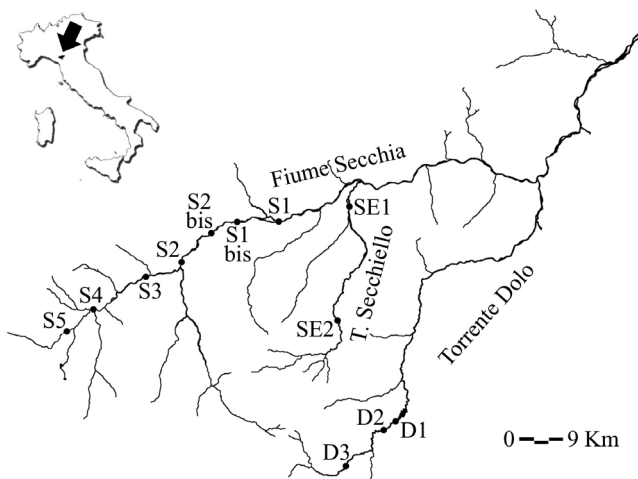 Fiume Secchia
S2
bis
S1
bis
S1
SE1
S2
S3
S4
S5
T. Secchiello
SE2
Torrente Dolo
D2
D1
D3
0 9 Km